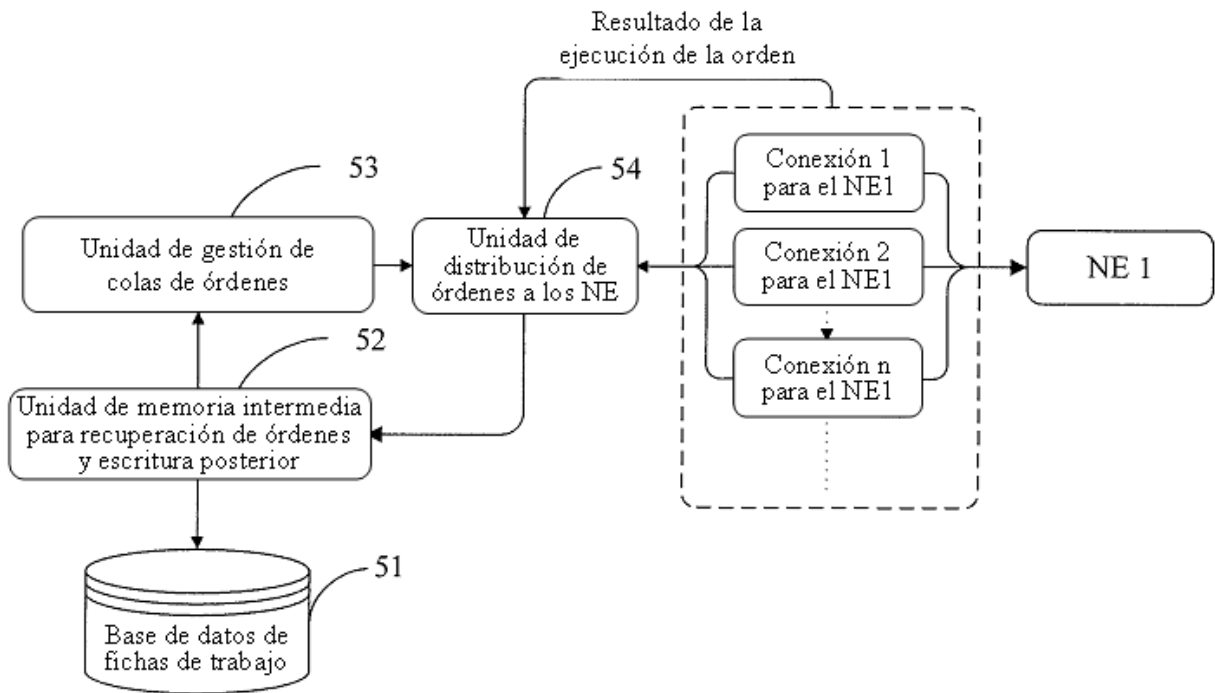 Resultado de la
ejecución de la orden
53
54
Conexión 1
para el NE1
Unidad de gestión de
colas de órdenes
Unidad de
distribución de
órdenes a los NE
Conexión 2
para el NE1
NE 1
52
Conexión n
para el NE1
Unidad de memoria intermedia
para recuperación de órdenes
y escritura posterior
51
Base de datos de
fichas de trabajo